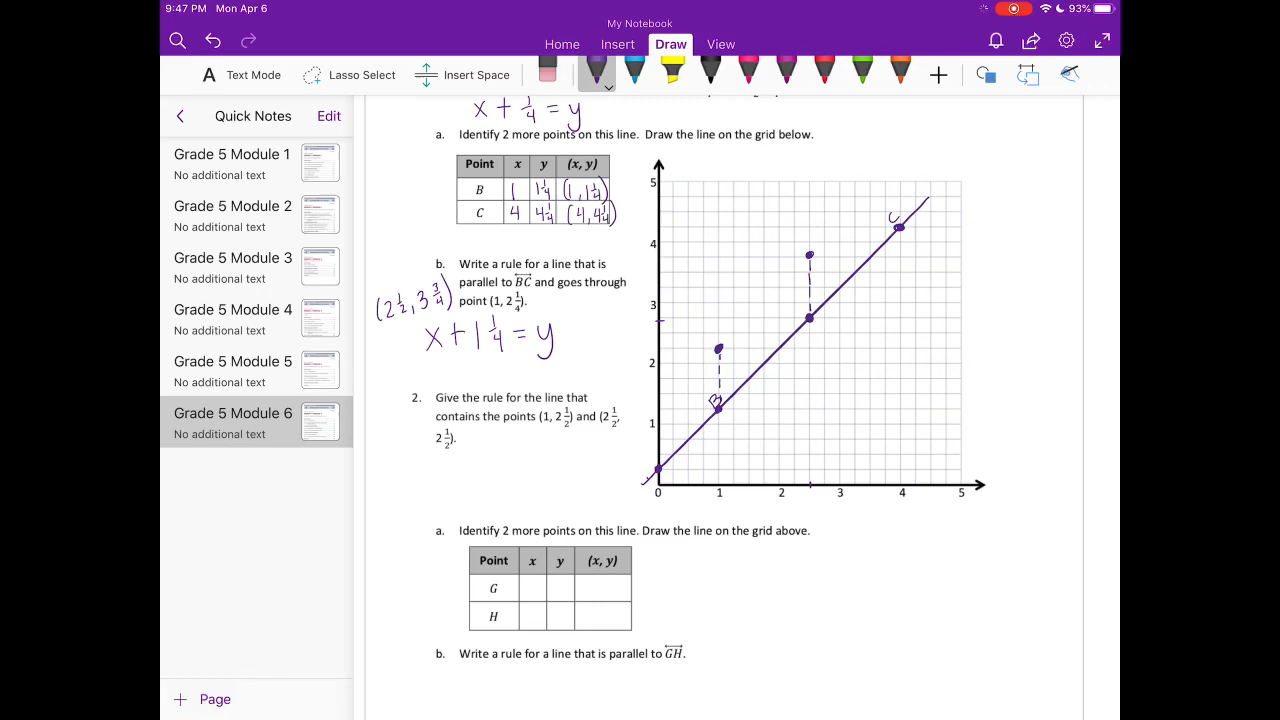 9:47 PM Mon Apr 6
93%
My Notebook
Home Insert Draw View
Text Mode Lasso Select Insert Space
Quick Notes Edit
Grade 5 Module 1
No additional text
Grade 5 Module 2
No additional text
Grade 5 Module 3
No additional text
Grade 5 Module 4
No additional text
Grade 5 Module 5
No additional text
Grade 5 Module 6
No additional text
Page
x + 1/4 = y
a. Identify 2 more points on this line. Draw the line on the grid below.
Point x y (x, y)
B 1 1 1/4 (1, 1 1/4)
4 4 1/4 (4, 4 1/4)
b. Write a rule for a line that is
parallel to BC and goes through
point (1, 2 1/4).
(2 1/2, 3 3/4)
x + 1 1/4 = y
2. Give the rule for the line that
contains the points (1, 2 1/2) and (2 1/2,
2 1/2).
5
4
3
2
1
0 1 2 3 4 5
B
C
a. Identify 2 more points on this line. Draw the line on the grid above.
Point x y (x, y)
G
H
b. Write a rule for a line that is parallel to GH.